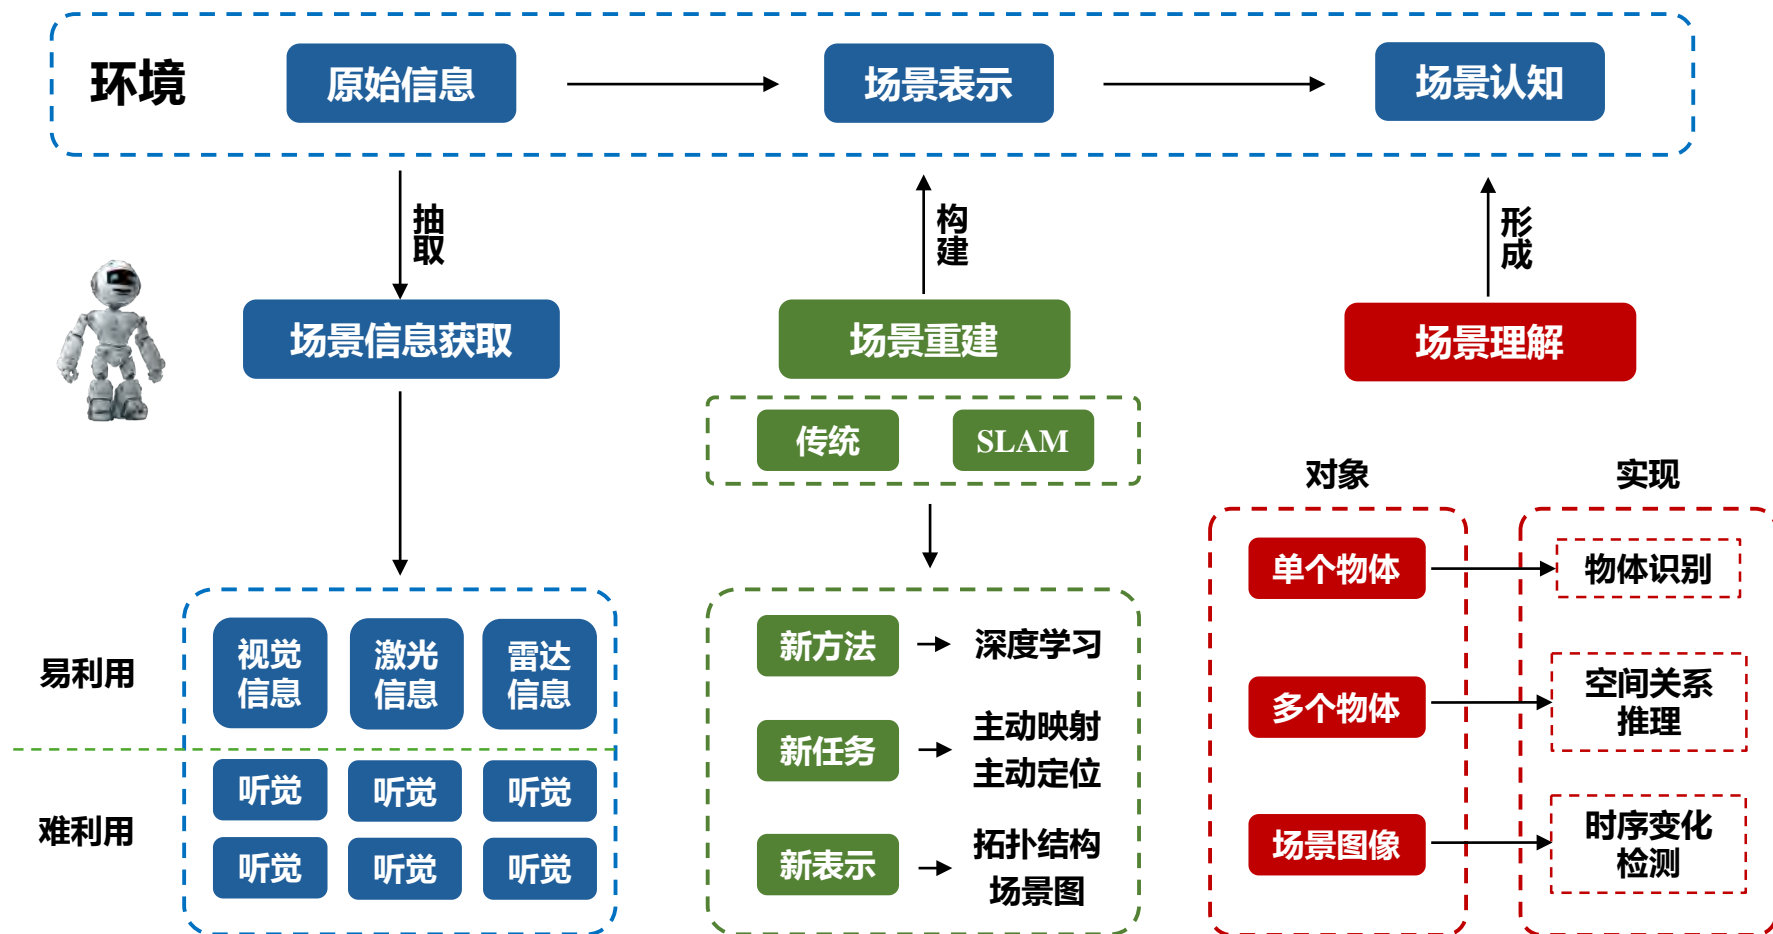 环境
原始信息
场景表示
场景认知
抽取
构建
形成
场景信息获取
场景重建
场景理解
传统
SLAM
对象
实现
易利用
视觉
信息
激光
信息
雷达
信息
难利用
听觉
听觉
听觉
听觉
听觉
听觉
新方法
深度学习
新任务
主动映射
主动定位
新表示
拓扑结构
场景图
单个物体
物体识别
多个物体
空间关系
推理
场景图像
时序变化
检测